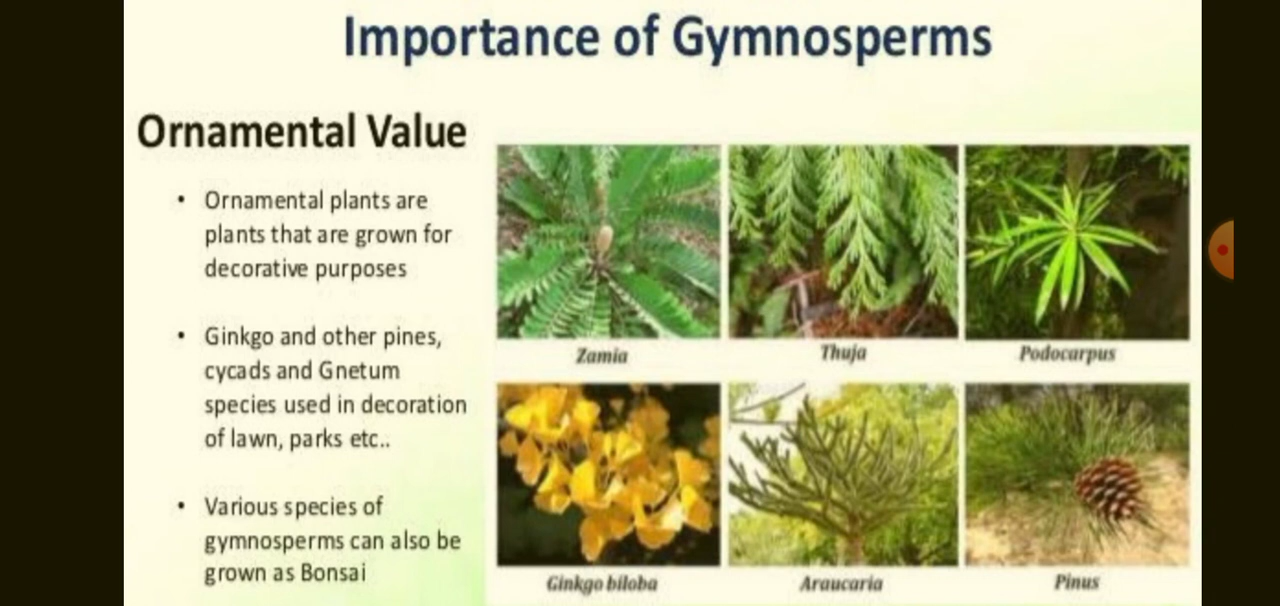 Importance of Gymnosperms
Ornamental Value
• Ornamental plants are
plants that are grown for
decorative purposes
• Ginkgo and other pines,
cycads and Gnetum
species used in decoration
of lawn, parks etc..
• Various species of
gymnosperms can also be
grown as Bonsai
Zamia
Thuja
Podocarpus
Ginkgo biloba
Araucaria
Pinus